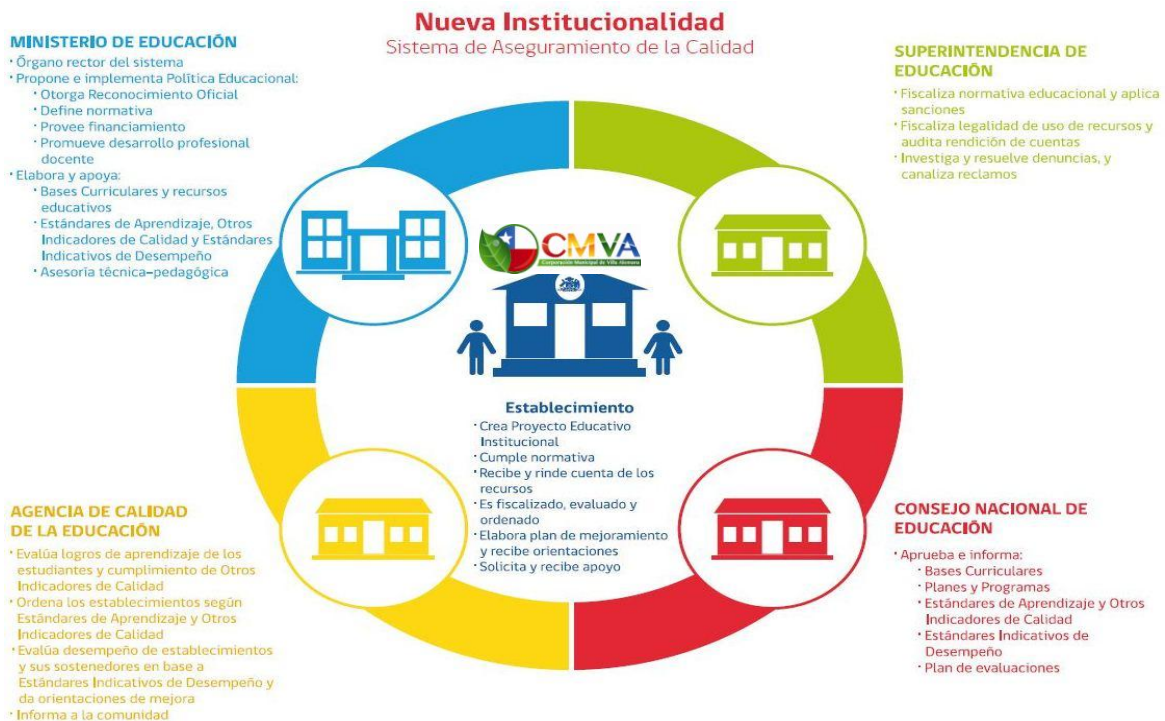 Nueva Institucionalidad
Sistema de Aseguramiento de la Calidad
MINISTERIO DE EDUCACIÓN
· Órgano rector del sistema
· Propone e implementa Política Educacional:
· Otorga Reconocimiento Oficial
· Define normativa
· Provee financiamiento
· Promueve desarrollo profesional
docente
· Elabora y apoya:
· Bases Curriculares y recursos
educativos
· Estándares de Aprendizaje, Otros
Indicadores de Calidad y Estándares
Indicativos de Desempeño
· Asesoría técnica-pedagógica
SUPERINTENDENCIA DE
EDUCACIÓN
· Fiscaliza normativa educacional y aplica
sanciones
· Fiscaliza legalidad de uso de recursos y
audita rendición de cuentas
· Investiga y resuelve denuncias, y
canaliza reclamos
CMVA
Corporación Municipal de Villa Alemana
Establecimiento
· Crea Proyecto Educativo
Institucional
· Cumple normativa
· Recibe y rinde cuenta de los
recursos
· Es fiscalizado, evaluado y
ordenado
· Elabora plan de mejoramiento
y recibe orientaciones
· Solicita y recibe apoyo
AGENCIA DE CALIDAD
DE LA EDUCACIÓN
· Evalúa logros de aprendizaje de los
estudiantes y cumplimiento de Otros
Indicadores de Calidad
· Ordena los establecimientos según
Estándares de Aprendizaje y Otros
Indicadores de Calidad
· Evalúa desempeño de establecimientos
y sus sostenedores en base a
Estándares Indicativos de Desempeño y
da orientaciones de mejora
· Informa a la comunidad
CONSEJO NACIONAL DE
EDUCACIÓN
· Aprueba e informa:
· Bases Curriculares
· Planes y Programas
· Estándares de Aprendizaje y Otros
Indicadores de Calidad
· Estándares Indicativos de
Desempeño
· Plan de evaluaciones